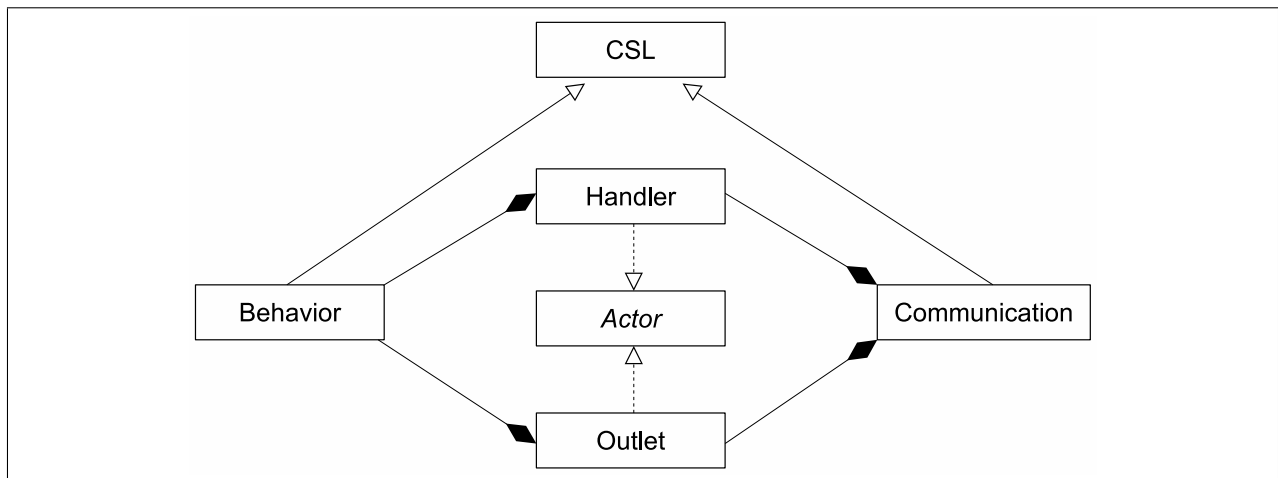 CSL
Handler
Behavior
Actor
Communication
Outlet